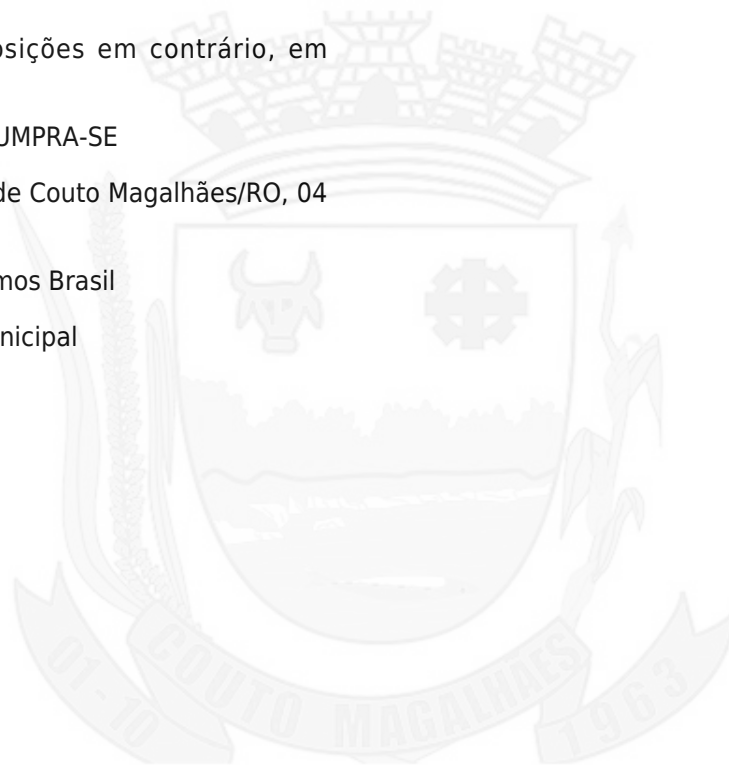 osições em contrário, em
UMPRA-SE
de Couto Magalhães/RO, 04
mos Brasil
nicipal
01-10
COUTO MAGALHÃES
1963